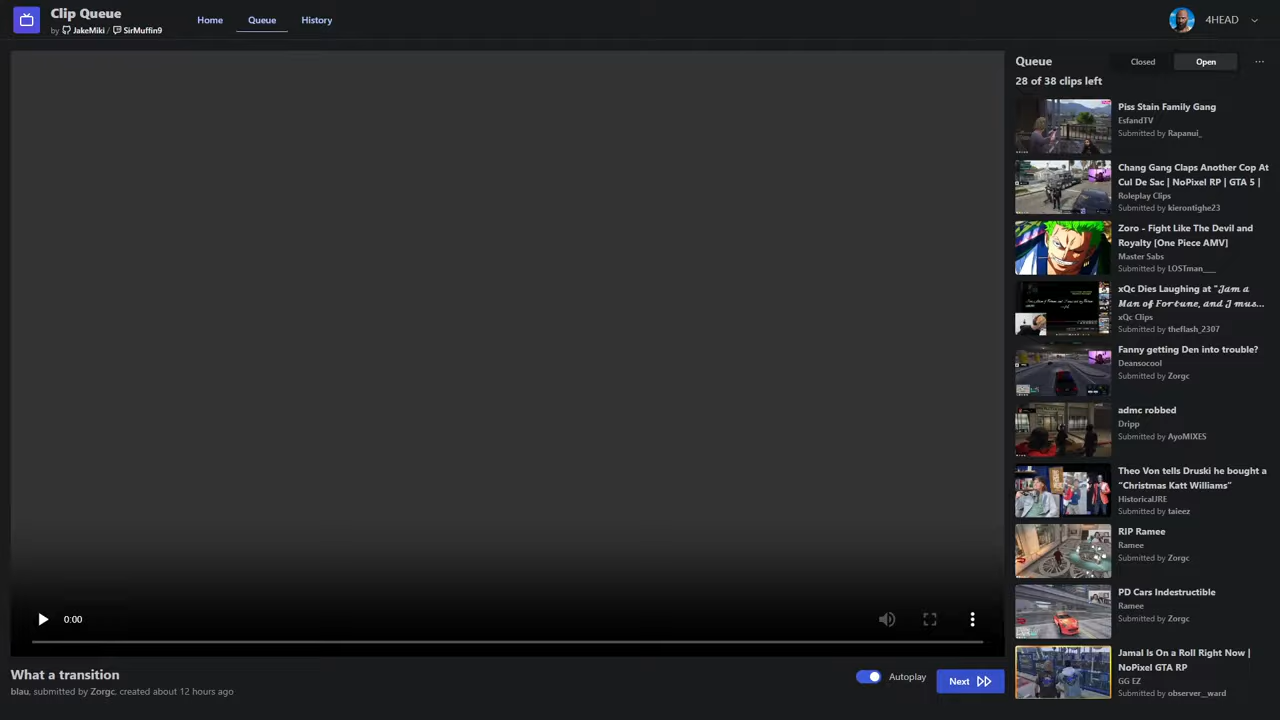 Clip Queue
by JakeMiki / SirMuffin9
Home
Queue
History
4HEAD
0:00
What a transition
blau, submitted by Zorgc, created about 12 hours ago
Autoplay
Next
Queue
Closed
Open
28 of 38 clips left
Piss Stain Family Gang
EsfandTV
Submitted by Rapanui_
Chang Gang Claps Another Cop At
Cul De Sac | NoPixel RP | GTA 5 |
Roleplay Clips
Submitted by kierontighe23
Zoro - Fight Like The Devil and
Royalty [One Piece AMV]
Master Sabs
Submitted by LOSTman___
xQc Dies Laughing at "𝓘𝓪𝓶 𝓪
𝓜𝓪𝓷 𝓸𝓯 𝓕𝓸𝓻𝓽𝓾𝓷𝓮, 𝓪𝓷𝓭 𝓘 𝓶𝓾𝓼...
xQc Clips
Submitted by theflash_2307
Fanny getting Den into trouble?
Deansocool
Submitted by Zorgc
admc robbed
Dripp
Submitted by AyoMIXES
Theo Von tells Druski he bought a
"Christmas Katt Williams"
HistoricalJRE
Submitted by taieez
RIP Ramee
Ramee
Submitted by Zorgc
PD Cars Indestructible
Ramee
Submitted by Zorgc
Jamal Is On a Roll Right Now |
NoPixel GTA RP
GG EZ
Submitted by observer__ward